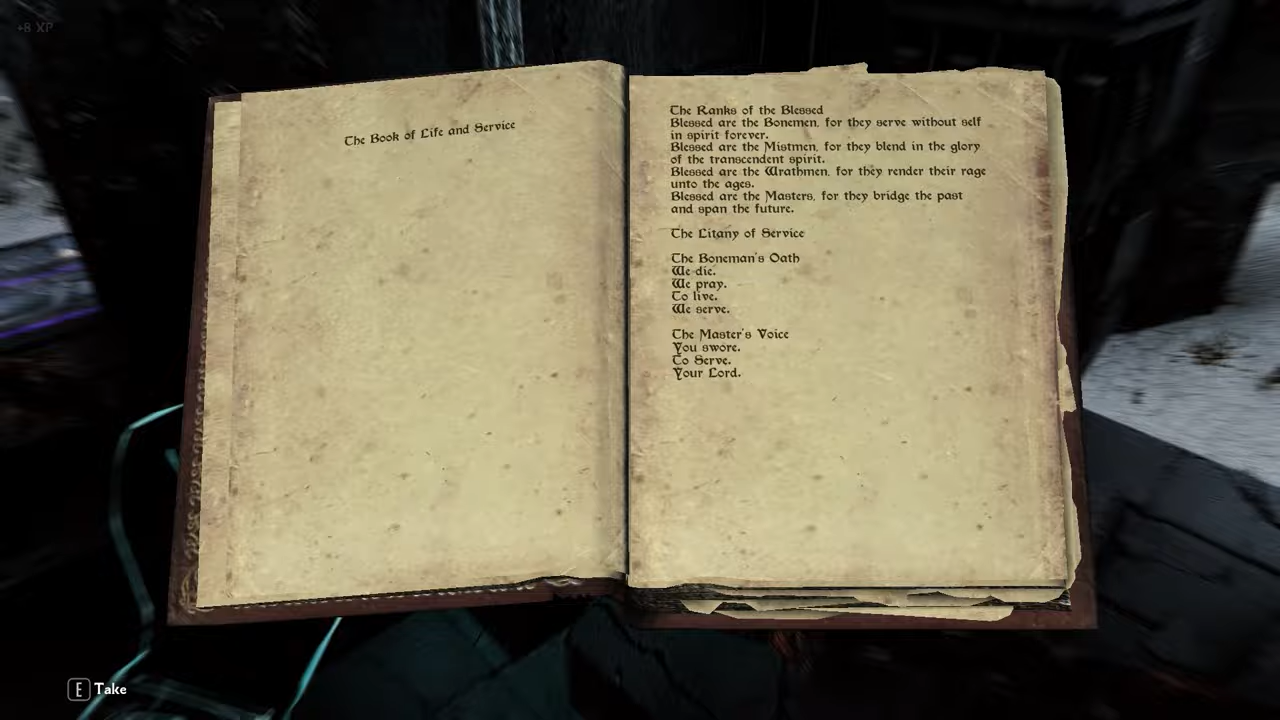 +8 XP
The Book of Life and Service
The Ranks of the Blessed
Blessed are the Bonemen, for they serve without self
in spirit forever.
Blessed are the Mistmen, for they blend in the glory
of the transcendent spirit.
Blessed are the Wrathmen, for they render their rage
unto the ages.
Blessed are the Masters, for they bridge the past
and span the future.
The Litany of Service
The Boneman's Oath
We die.
We pray.
To live.
We serve.
The Master's Voice
You swore.
To Serve.
Your Lord.
E Take